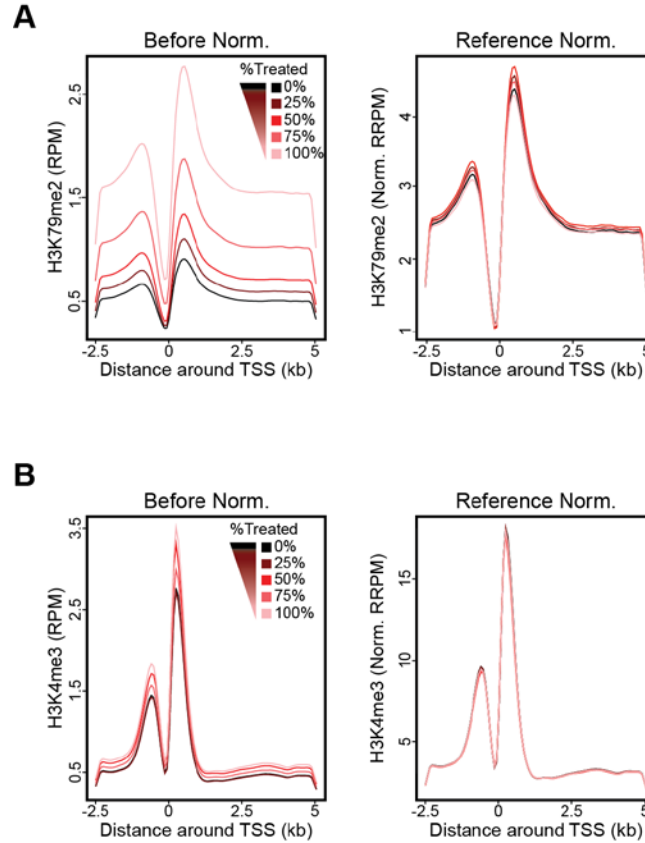 A
Before Norm.
Reference Norm.
%Treated
0%
25%
50%
75%
100%
H3K79me2 (RPM)
2.5
1.5
0.5
-2.5
0
2.5
5
Distance around TSS (kb)
H3K79me2 (Norm. RRPM)
4
3
2
1
-2.5
0
2.5
5
Distance around TSS (kb)
B
Before Norm.
Reference Norm.
%Treated
0%
25%
50%
75%
100%
H3K4me3 (RPM)
3.5
2.5
1.5
0.5
-2.5
0
2.5
5
Distance around TSS (kb)
H3K4me3 (Norm. RRPM)
15
10
5
-2.5
0
2.5
5
Distance around TSS (kb)